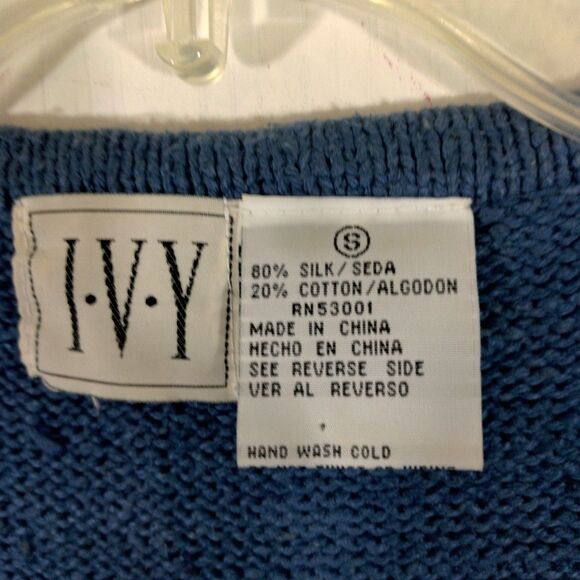 I·V·Y
S
80% SILK/SEDA
20% COTTON/ALGODON
RN53001
MADE IN CHINA
HECHO EN CHINA
SEE REVERSE SIDE
VER AL REVERSO
HAND WASH COLD